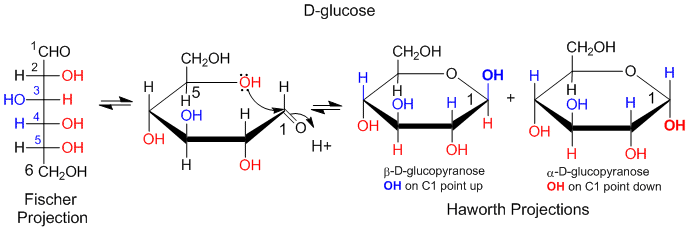 D-glucose
1CHO
H 2 OH
HO 3 H
H 4 OH
H 5 OH
6 CH2OH
Fischer
Projection
CH2OH
H 5 OH H
H
OH H
OH 1 O
H OH
H+
CH2OH
H H O OH
OH H 1
OH H
H OH
β-D-glucopyranose
OH on C1 point up
+
CH2OH
H H O H
OH H 1
OH OH
H OH
α-D-glucopyranose
OH on C1 point down
Haworth Projections